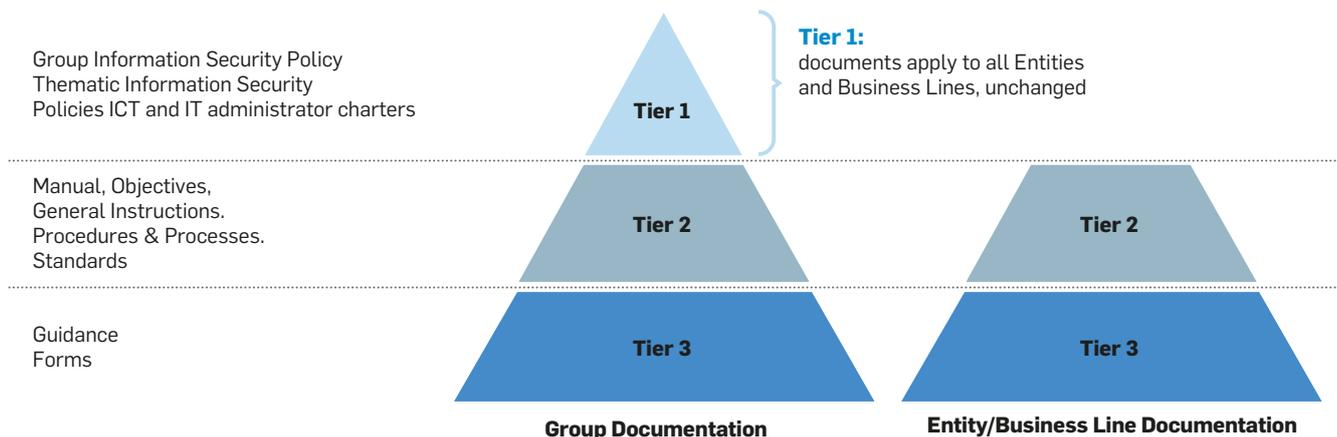 Group Information Security Policy
Thematic Information Security
Policies ICT and IT administrator charters
Tier 1
Tier 1:
documents apply to all Entities
and Business Lines, unchanged
Manual, Objectives,
General Instructions.
Procedures & Processes.
Standards
Tier 2
Tier 2
Guidance
Forms
Tier 3
Tier 3
Group Documentation
Entity/Business Line Documentation